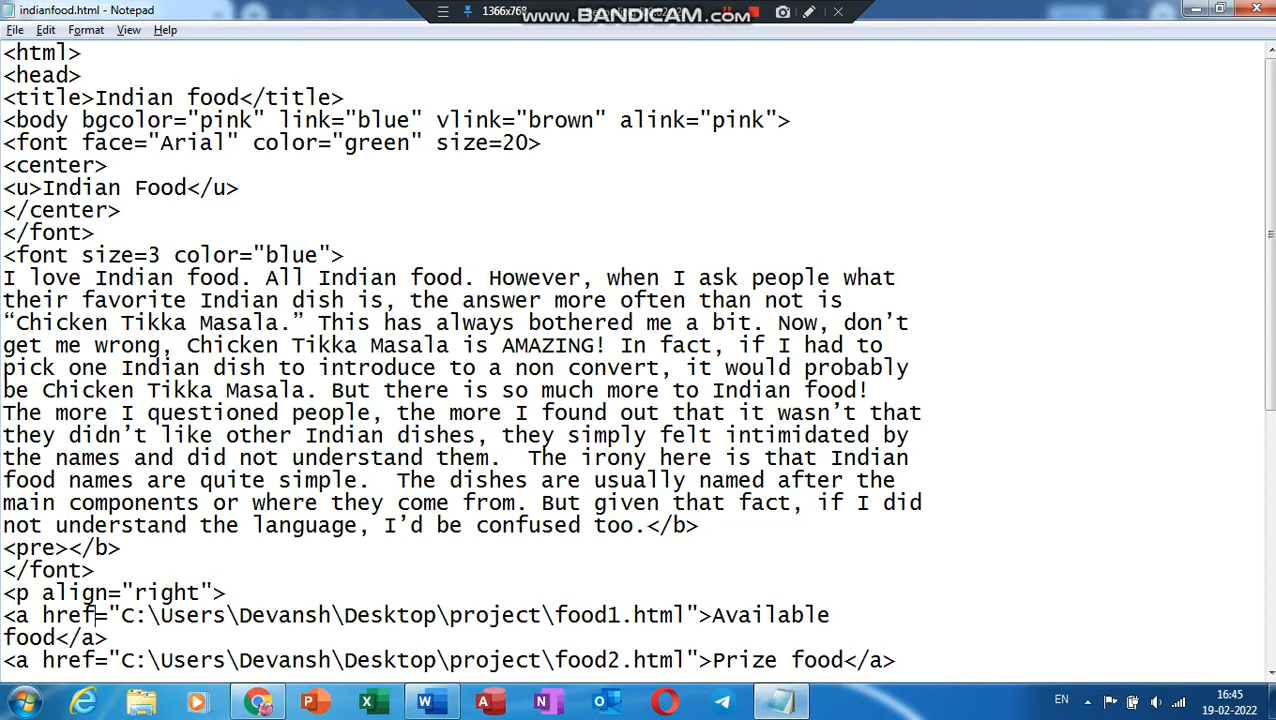 indianfood.html - Notepad
1366x768
www.BANDICAM.com
File Edit Format View Help
<html>
<head>
<title>Indian food</title>
<body bgcolor="pink" link="blue" vlink="brown" alink="pink">
<font face="Arial" color="green" size=20>
<center>
<u>Indian Food</u>
</center>
</font>
<font size=3 color="blue">
I love Indian food. All Indian food. However, when I ask people what
their favorite Indian dish is, the answer more often than not is
“Chicken Tikka Masala.” This has always bothered me a bit. Now, don’t
get me wrong, Chicken Tikka Masala is AMAZING! In fact, if I had to
pick one Indian dish to introduce to a non convert, it would probably
be Chicken Tikka Masala. But there is so much more to Indian food!
The more I questioned people, the more I found out that it wasn’t that
they didn’t like other Indian dishes, they simply felt intimidated by
the names and did not understand them.  The irony here is that Indian
food names are quite simple.  The dishes are usually named after the
main components or where they come from. But given that fact, if I did
not understand the language, I’d be confused too.</b>
<pre></b>
</font>
<p align="right">
<a href="C:\Users\Devansh\Desktop\project\food1.html">Available
food</a>
<a href="C:\Users\Devansh\Desktop\project\food2.html">Prize food</a>
EN
16:45
19-02-2022